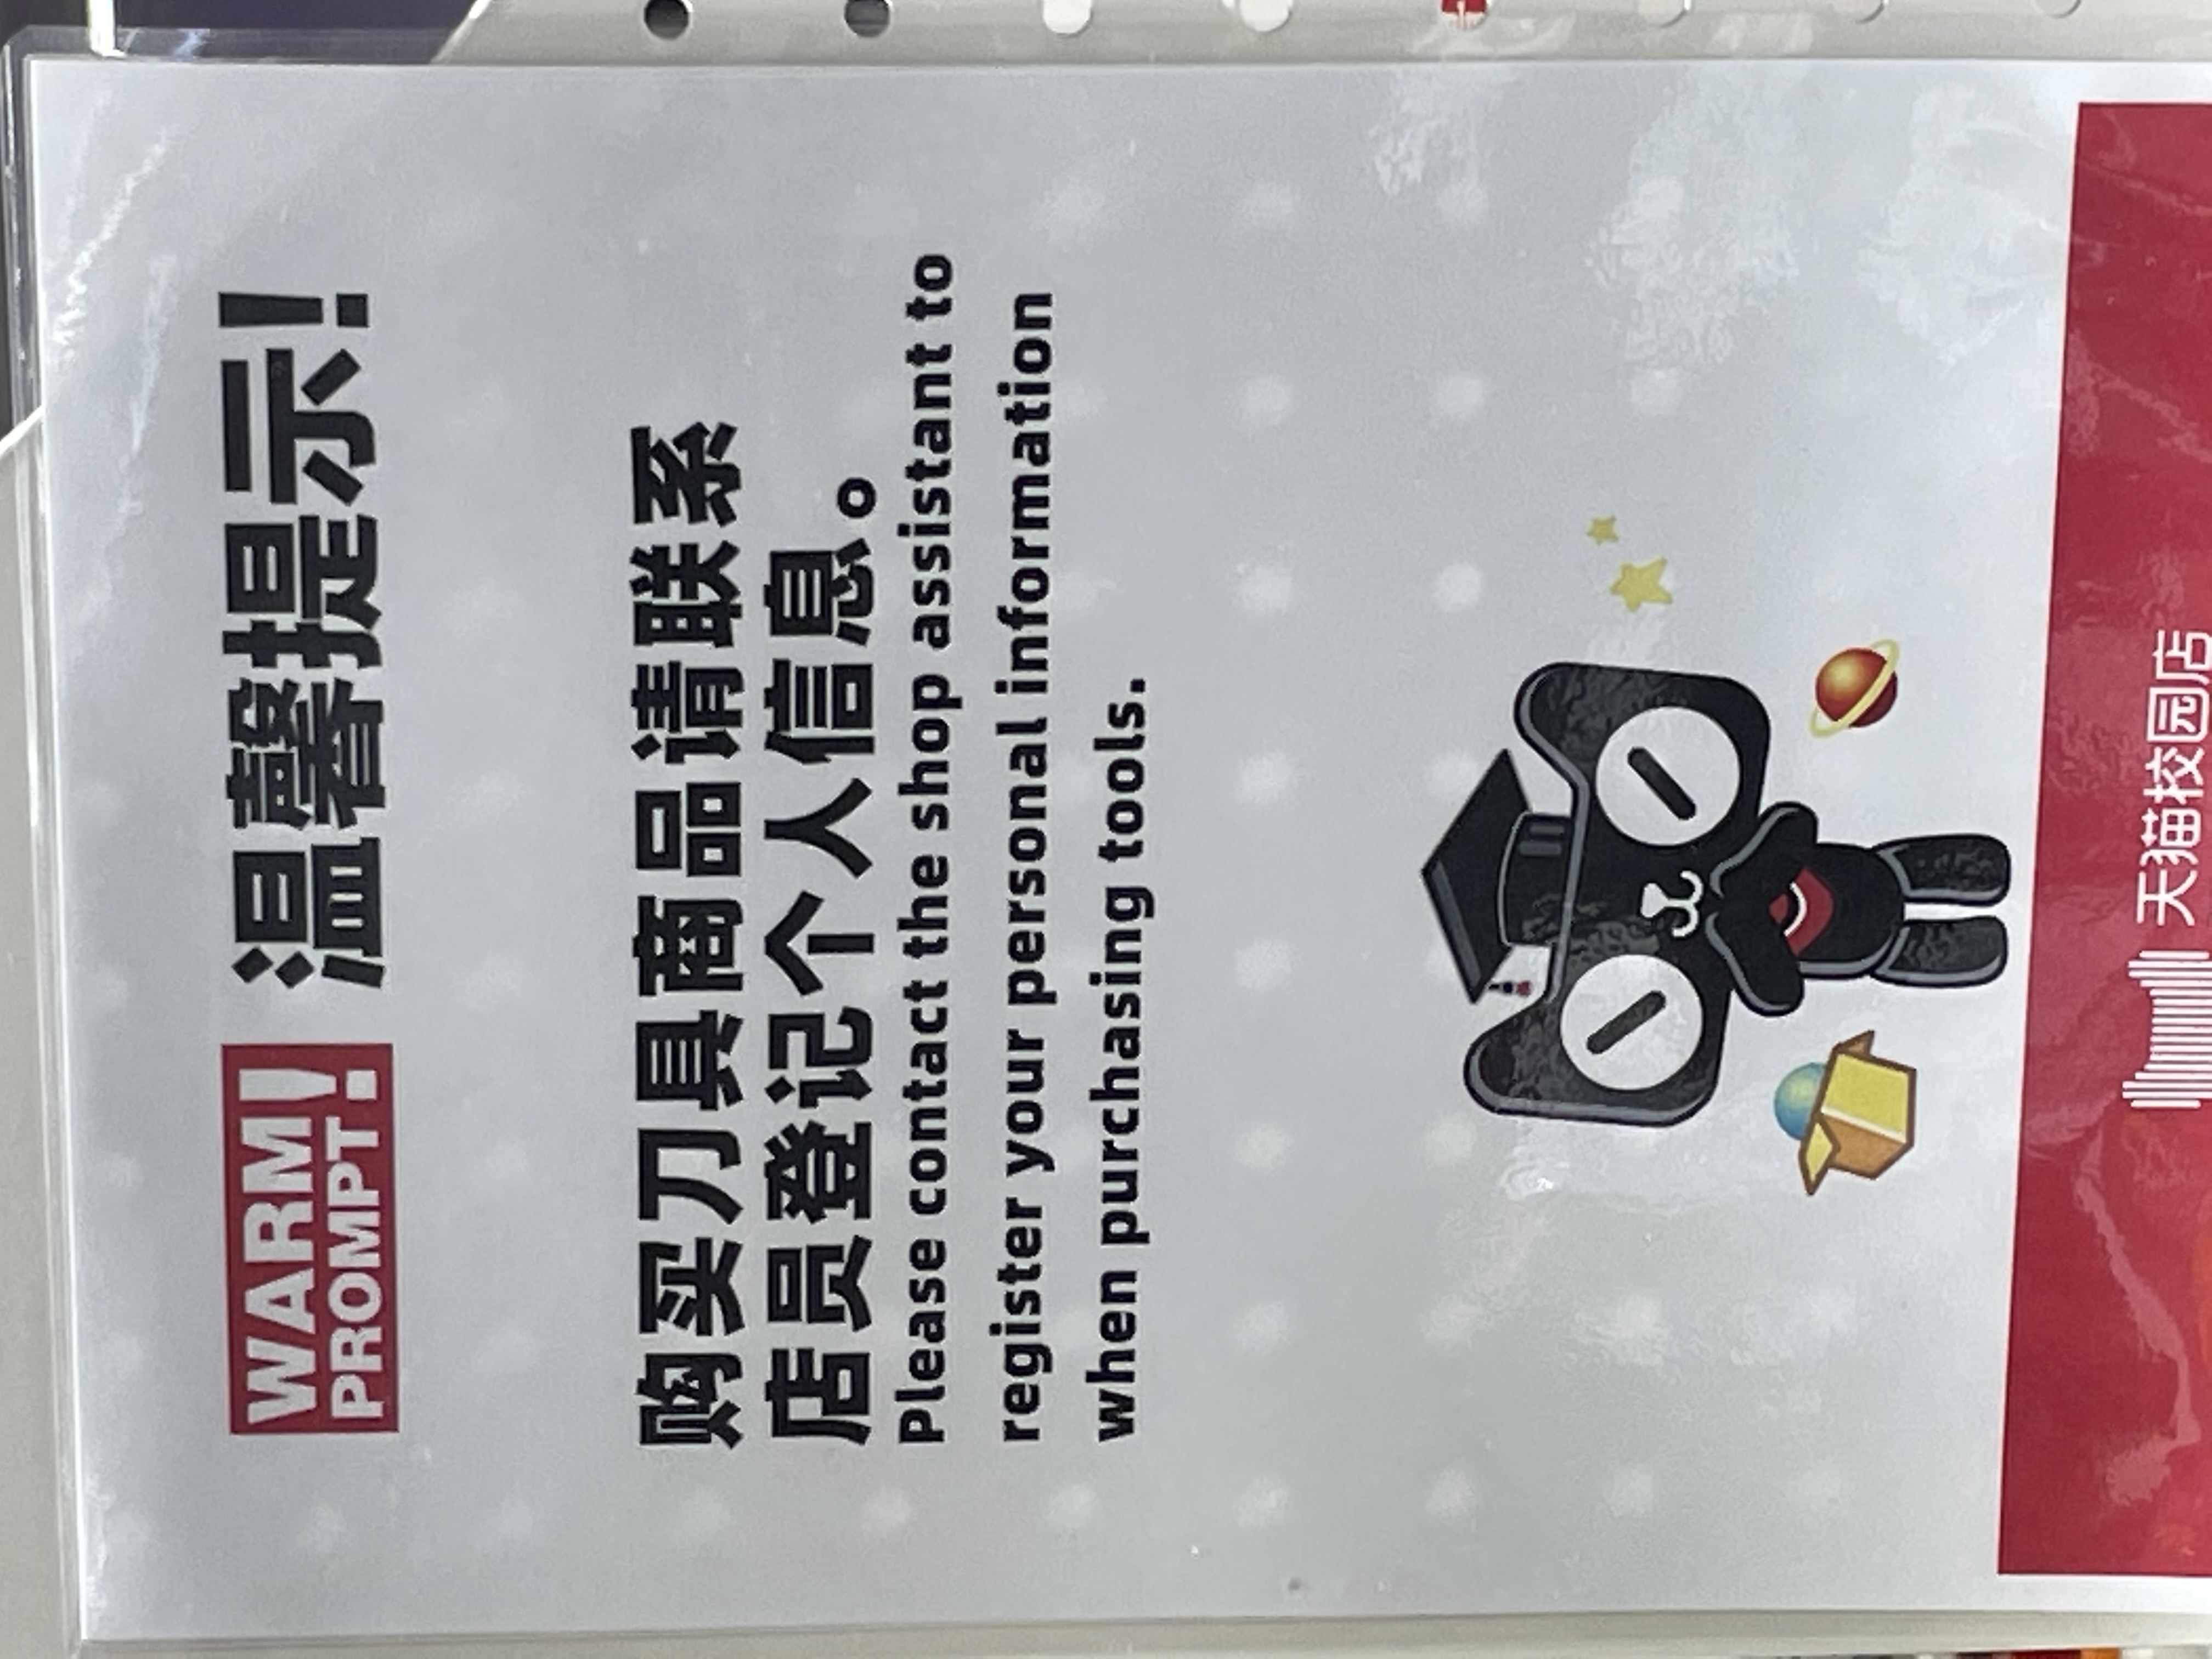 WARM
PROMPT!
温馨提示!
购买刀具商品请联系
店员登记个人信息。
Please contact the shop assistant to
register your personal information
when purchasing tools.
天猫校园店